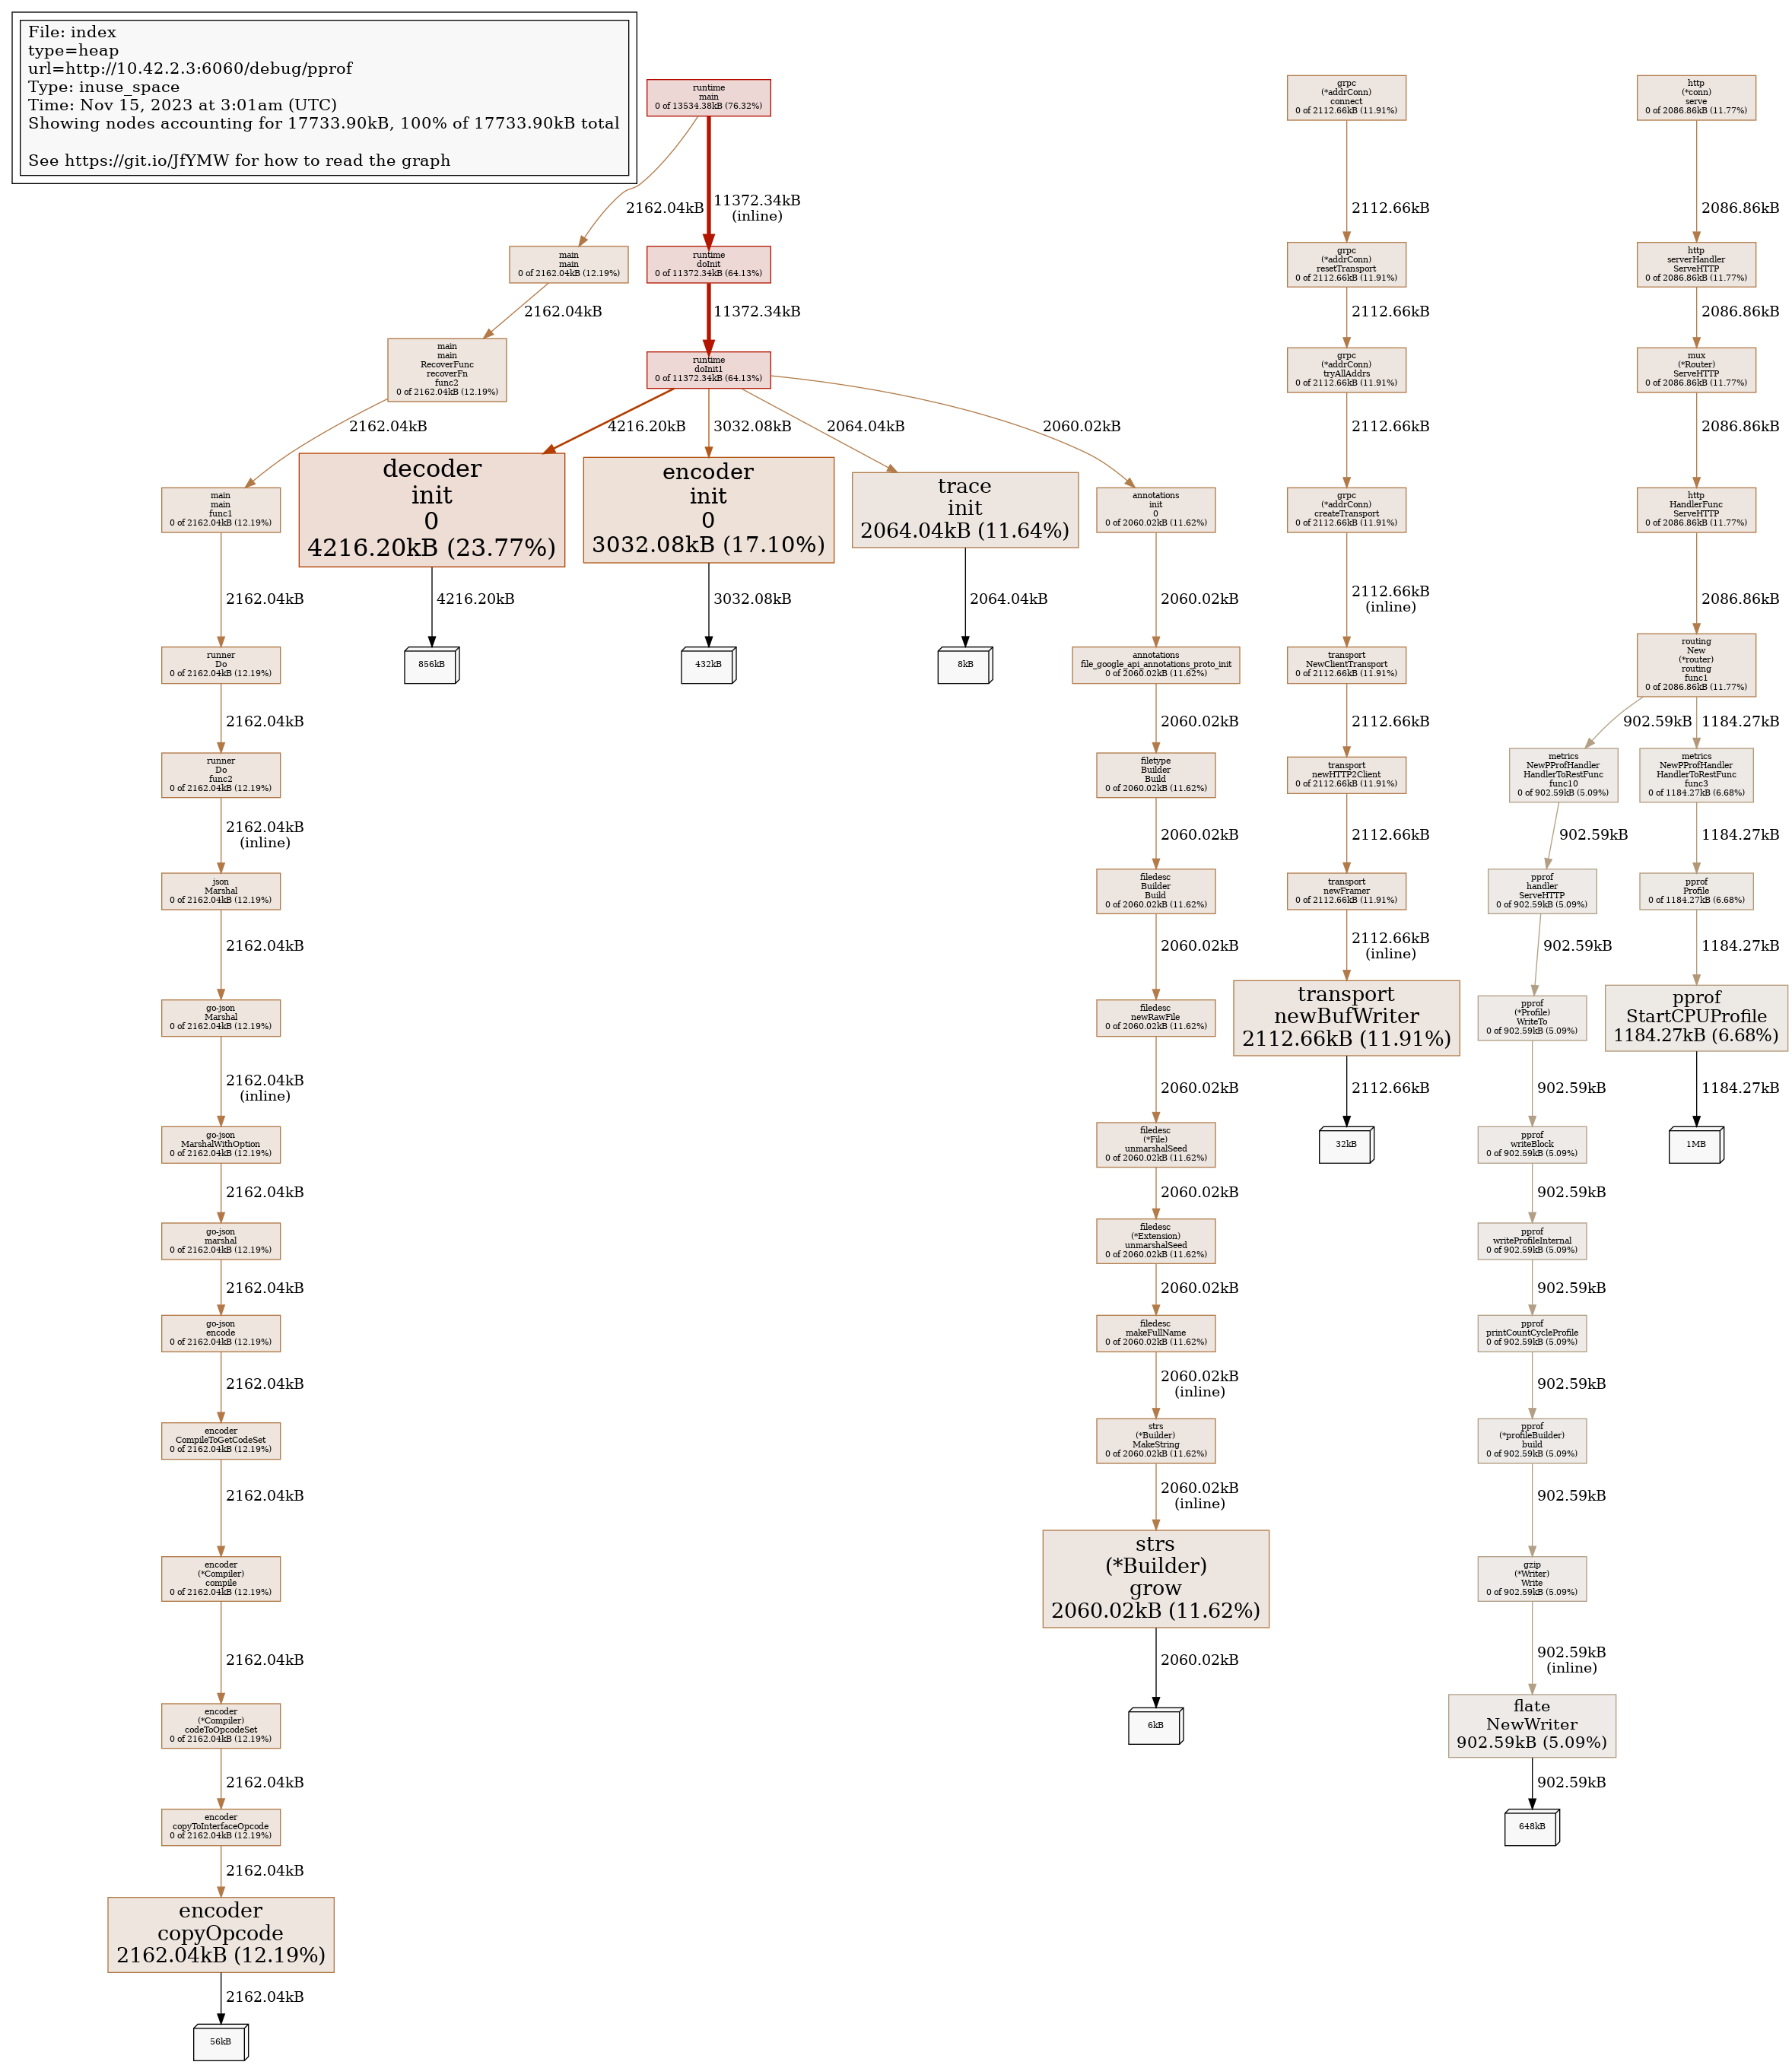 File: index
type=heap
url=http://10.42.2.3:6060/debug/pprof
Type: inuse_space
Time: Nov 15, 2023 at 3:01am (UTC)
Showing nodes accounting for 17733.90kB, 100% of 17733.90kB total
See https://git.io/JfYMW for how to read the graph
runtime
main
0 of 13534.38kB (76.32%)
2162.04kB
11372.34kB
(inline)
main
main
0 of 2162.04kB (12.19%)
runtime
doInit
0 of 11372.34kB (64.13%)
2162.04kB
11372.34kB
main
main
RecoverFunc
recoverFn
func2
0 of 2162.04kB (12.19%)
runtime
doInit1
0 of 11372.34kB (64.13%)
2162.04kB
4216.20kB
3032.08kB
2064.04kB
2060.02kB
main
main
func1
0 of 2162.04kB (12.19%)
2162.04kB
runner
Do
0 of 2162.04kB (12.19%)
2162.04kB
runner
Do
func2
0 of 2162.04kB (12.19%)
2162.04kB
(inline)
json
Marshal
0 of 2162.04kB (12.19%)
2162.04kB
go-json
Marshal
0 of 2162.04kB (12.19%)
2162.04kB
(inline)
go-json
MarshalWithOption
0 of 2162.04kB (12.19%)
2162.04kB
go-json
marshal
0 of 2162.04kB (12.19%)
2162.04kB
go-json
encode
0 of 2162.04kB (12.19%)
2162.04kB
encoder
CompileToGetCodeSet
0 of 2162.04kB (12.19%)
2162.04kB
encoder
(*Compiler)
compile
0 of 2162.04kB (12.19%)
2162.04kB
encoder
(*Compiler)
codeToOpcodeSet
0 of 2162.04kB (12.19%)
2162.04kB
encoder
copyToInterfaceOpcode
0 of 2162.04kB (12.19%)
2162.04kB
encoder
copyOpcode
2162.04kB (12.19%)
2162.04kB
56kB
decoder
init
0
4216.20kB (23.77%)
4216.20kB
856kB
encoder
init
0
3032.08kB (17.10%)
3032.08kB
432kB
trace
init
2064.04kB (11.64%)
2064.04kB
8kB
annotations
init
0
0 of 2060.02kB (11.62%)
2060.02kB
annotations
file_google_api_annotations_proto_init
0 of 2060.02kB (11.62%)
2060.02kB
filetype
Builder
Build
0 of 2060.02kB (11.62%)
2060.02kB
filedesc
Builder
Build
0 of 2060.02kB (11.62%)
2060.02kB
filedesc
newRawFile
0 of 2060.02kB (11.62%)
2060.02kB
filedesc
(*File)
unmarshalSeed
0 of 2060.02kB (11.62%)
2060.02kB
filedesc
(*Extension)
unmarshalSeed
0 of 2060.02kB (11.62%)
2060.02kB
filedesc
makeFullName
0 of 2060.02kB (11.62%)
2060.02kB
(inline)
strs
(*Builder)
MakeString
0 of 2060.02kB (11.62%)
2060.02kB
(inline)
strs
(*Builder)
grow
2060.02kB (11.62%)
2060.02kB
6kB
grpc
(*addrConn)
connect
0 of 2112.66kB (11.91%)
2112.66kB
grpc
(*addrConn)
resetTransport
0 of 2112.66kB (11.91%)
2112.66kB
grpc
(*addrConn)
tryAllAddrs
0 of 2112.66kB (11.91%)
2112.66kB
grpc
(*addrConn)
createTransport
0 of 2112.66kB (11.91%)
2112.66kB
(inline)
transport
NewClientTransport
0 of 2112.66kB (11.91%)
2112.66kB
transport
newHTTP2Client
0 of 2112.66kB (11.91%)
2112.66kB
transport
newFramer
0 of 2112.66kB (11.91%)
2112.66kB
(inline)
transport
newBufWriter
2112.66kB (11.91%)
2112.66kB
32kB
http
(*conn)
serve
0 of 2086.86kB (11.77%)
2086.86kB
http
serverHandler
ServeHTTP
0 of 2086.86kB (11.77%)
2086.86kB
mux
(*Router)
ServeHTTP
0 of 2086.86kB (11.77%)
2086.86kB
http
HandlerFunc
ServeHTTP
0 of 2086.86kB (11.77%)
2086.86kB
routing
New
(*router)
routing
func1
0 of 2086.86kB (11.77%)
902.59kB
1184.27kB
metrics
NewPProfHandler
HandlerToRestFunc
func10
0 of 902.59kB (5.09%)
902.59kB
pprof
handler
ServeHTTP
0 of 902.59kB (5.09%)
902.59kB
pprof
(*Profile)
WriteTo
0 of 902.59kB (5.09%)
902.59kB
pprof
writeBlock
0 of 902.59kB (5.09%)
902.59kB
pprof
writeProfileInternal
0 of 902.59kB (5.09%)
902.59kB
pprof
printCountCycleProfile
0 of 902.59kB (5.09%)
902.59kB
pprof
(*profileBuilder)
build
0 of 902.59kB (5.09%)
902.59kB
gzip
(*Writer)
Write
0 of 902.59kB (5.09%)
902.59kB
(inline)
flate
NewWriter
902.59kB (5.09%)
902.59kB
648kB
metrics
NewPProfHandler
HandlerToRestFunc
func3
0 of 1184.27kB (6.68%)
1184.27kB
pprof
Profile
0 of 1184.27kB (6.68%)
1184.27kB
pprof
StartCPUProfile
1184.27kB (6.68%)
1184.27kB
1MB